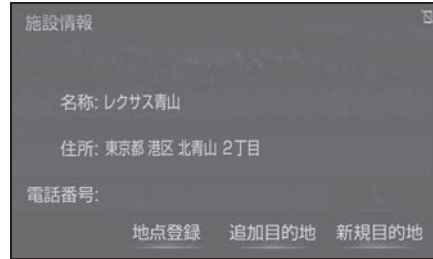 施設情報
名称: レクサス青山
住所: 東京都 港区 北青山 2丁目
電話番号:
地点登録 追加目的地 新規目的地